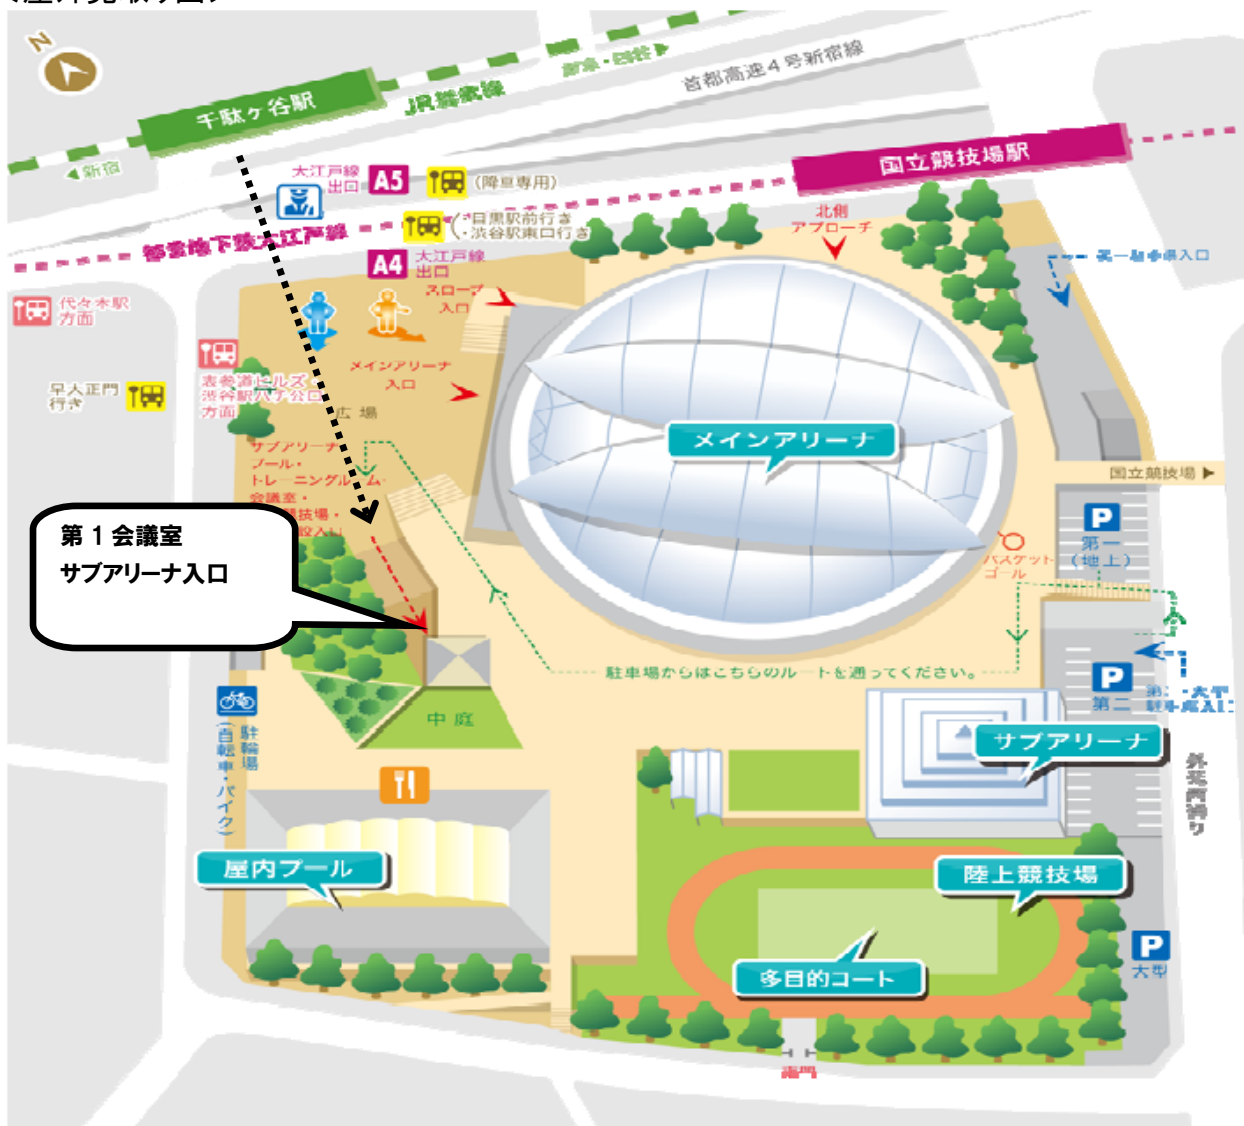 N
千駄ヶ谷駅
◀新宿
JR総武線
首都高速4号新宿線
国立競技場駅
大江戸線
出口
A5
(降車専用)
・目黒駅前行き
・渋谷駅東口行き
都営地下鉄大江戸線
A4
大江戸線
出口
スロープ
入口
北側
アプローチ
代々木駅
方面
表参道ヒルズ・
渋谷駅ハチ公口
方面
早大正門
行き
メインアリーナ
入口
広場
サブアリーナ
プール・
トレーニングルーム・
会議室・
競技場・
メインアリーナ
国立競技場 ▶
P
第一
(地上)
バスケット
ゴール
第1会議室
サブアリーナ入口
駐車場からはこちらのルートを通ってください。
P
第二
中庭
サブアリーナ
駐輪場
(自転車・バイク)
外苑西通り
屋内プール
陸上競技場
多目的コート
P
大型